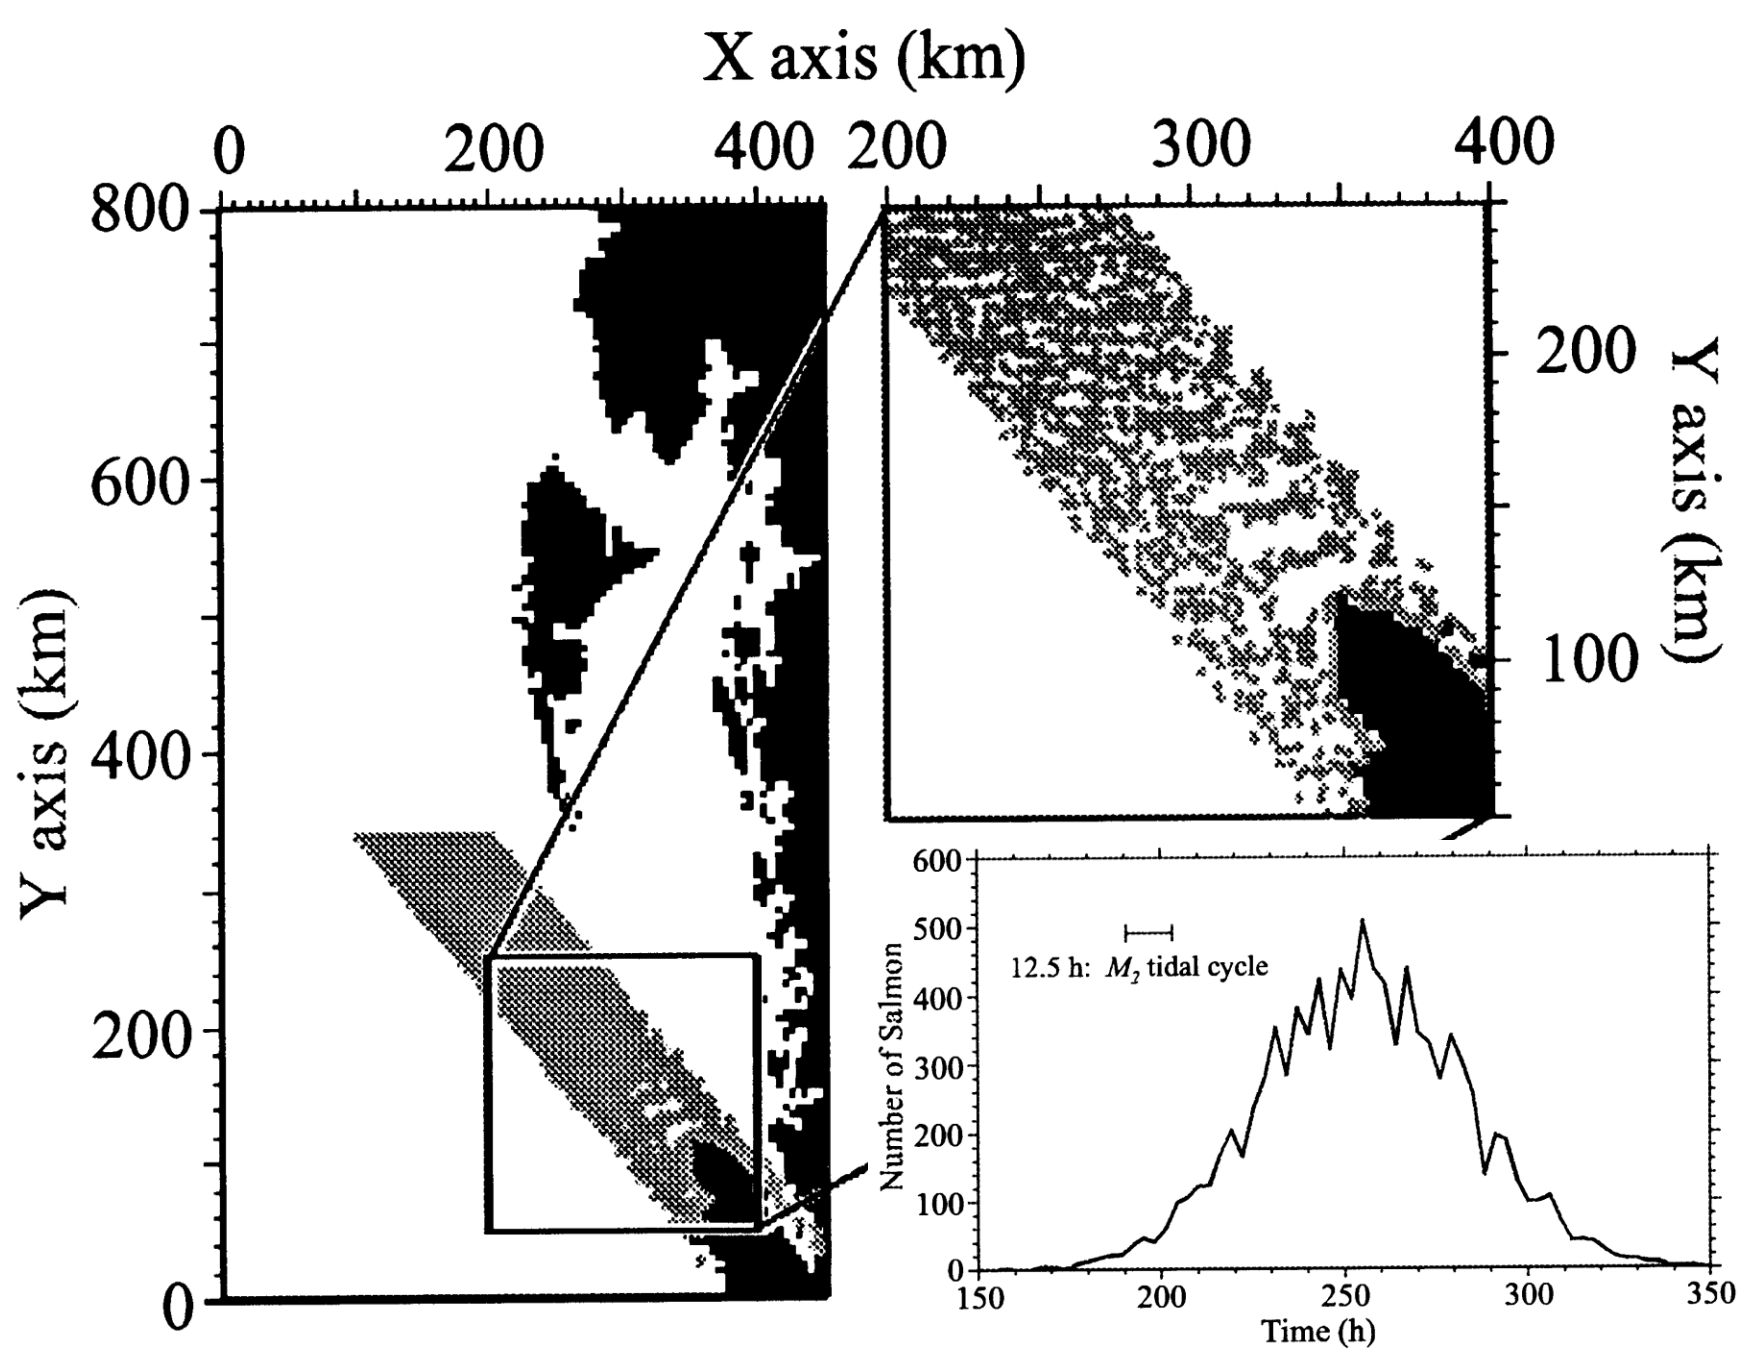 X axis (km)
0 200 400 200 300 400
800
600
400
200
0
Y axis (km)
200
100
Y axis (km)
600
500
400
300
200
100
0
Number of Salmon
12.5 h: M₂ tidal cycle
150 200 250 300 350
Time (h)